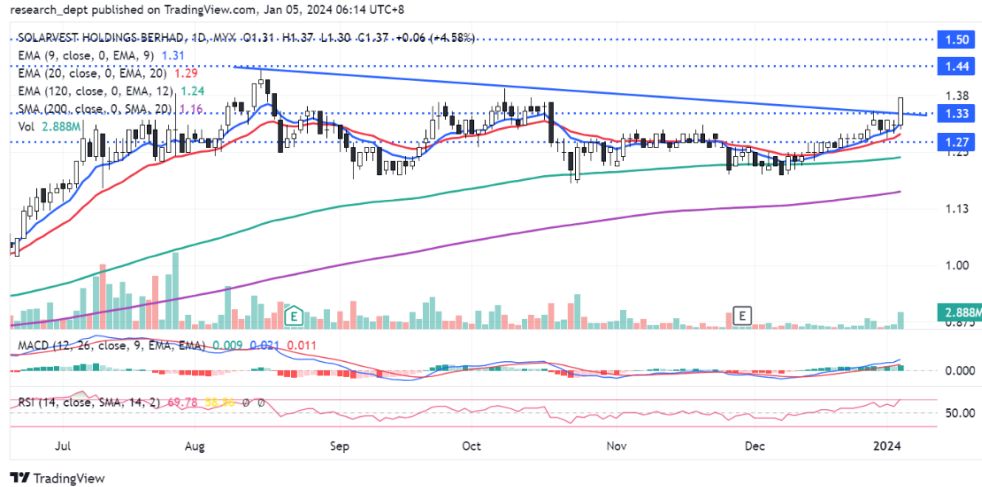 research_dept published on TradingView.com, Jan 05, 2024 06:14 UTC+8
SOLARVEST HOLDINGS BERHAD, 1D, MYX O1.31 H1.37 L1.30 C1.37 +0.06 (+4.58%)
EMA (9, close, 0, EMA, 9) 1.31
EMA (20, close, 0, EMA, 20) 1.29
EMA (120, close, 0, EMA, 12) 1.24
SMA (200, close, 0, SMA, 20) 1.16
Vol 2.888M
1.50
1.44
1.38
1.33
1.27
1.13
1.00
2.888M
E
E
MACD (12, 26, close, 9, EMA, EMA) 0.009 0.021 0.011
0.000
RSI (14, close, SMA, 14, 2) 69.78 Ø Ø
50.00
Jul Aug Sep Oct Nov Dec 2024
TradingView